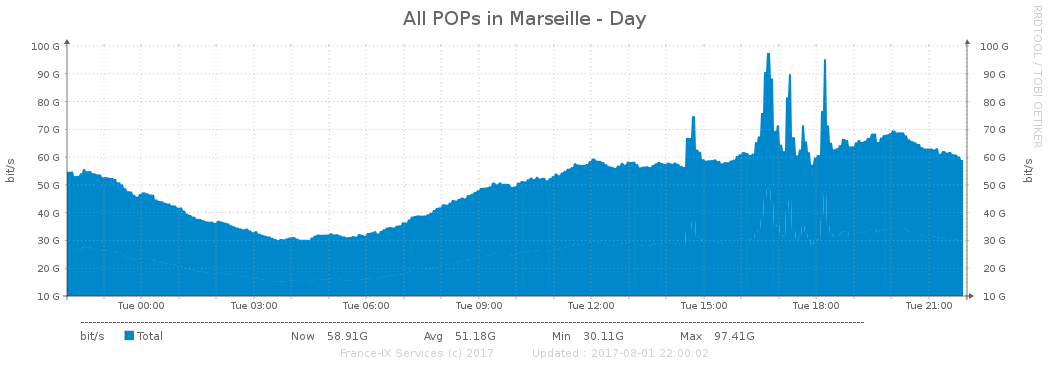 All POPs in Marseille - Day
RRDTOOL / TOBI OETIKER
bit/s
100 G
90 G
80 G
70 G
60 G
50 G
40 G
30 G
20 G
10 G
100 G
90 G
80 G
70 G
60 G
50 G
40 G
30 G
20 G
10 G
bit/s
Tue 00:00 Tue 03:00 Tue 06:00 Tue 09:00 Tue 12:00 Tue 15:00 Tue 18:00 Tue 21:00
bit/s Total Now 58.91G Avg 51.18G Min 30.11G Max 97.41G
France-IX Services (c) 2017 Updated : 2017-08-01 22:00:02